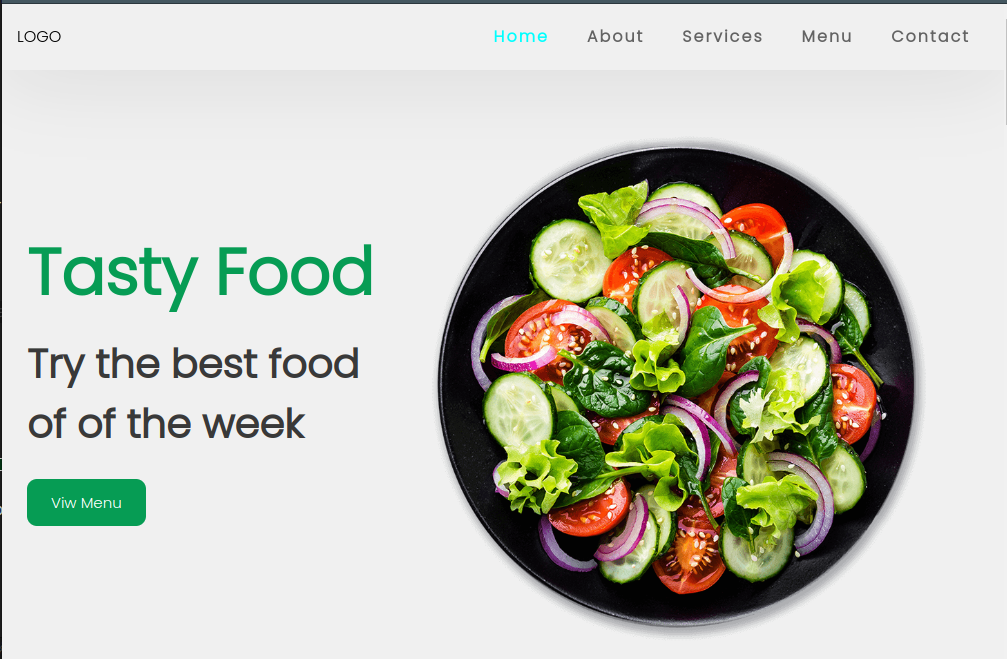 LOGO
Home About Services Menu Contact
Tasty Food
Try the best food
of of the week
Viw Menu